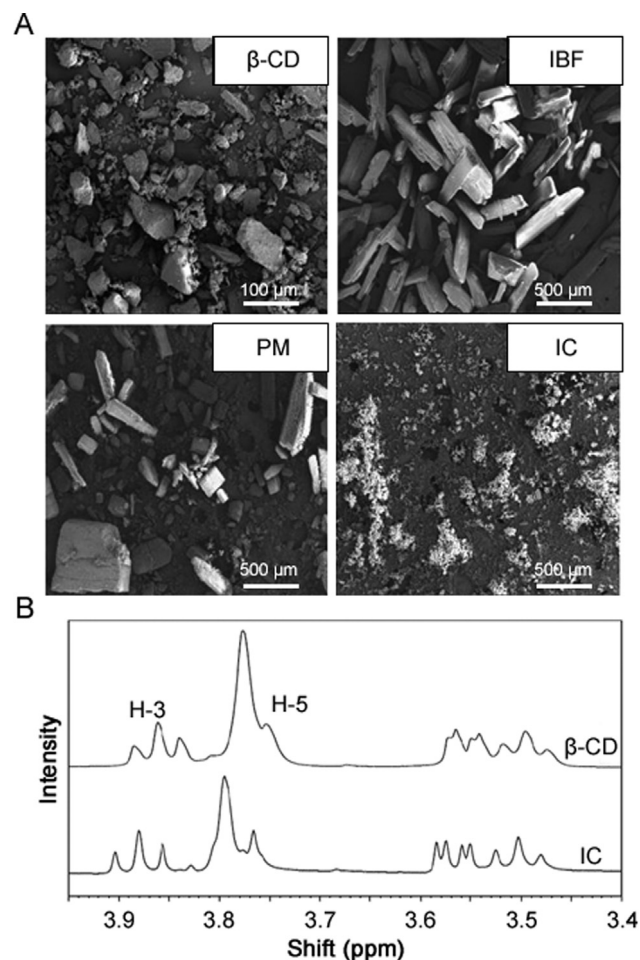 A
β-CD
IBF
100 µm
500 µm
PM
IC
500 µm
500 µm
B
H-3
H-5
β-CD
IC
Intensity
3.9 3.8 3.7 3.6 3.5 3.4
Shift (ppm)